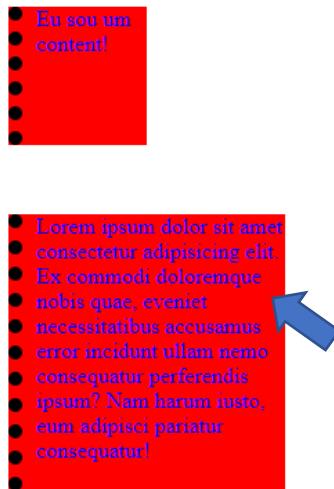 Eu sou um
content!
Lorem ipsum dolor sit amet
consectetur adipisicing elit.
Ex commodi doloremque
nobis quae, eveniet
necessitatibus accusamus
error incidunt ullam nemo
consequatur perferendis
ipsum? Nam harum iusto,
eum adipisci pariatur
consequatur!